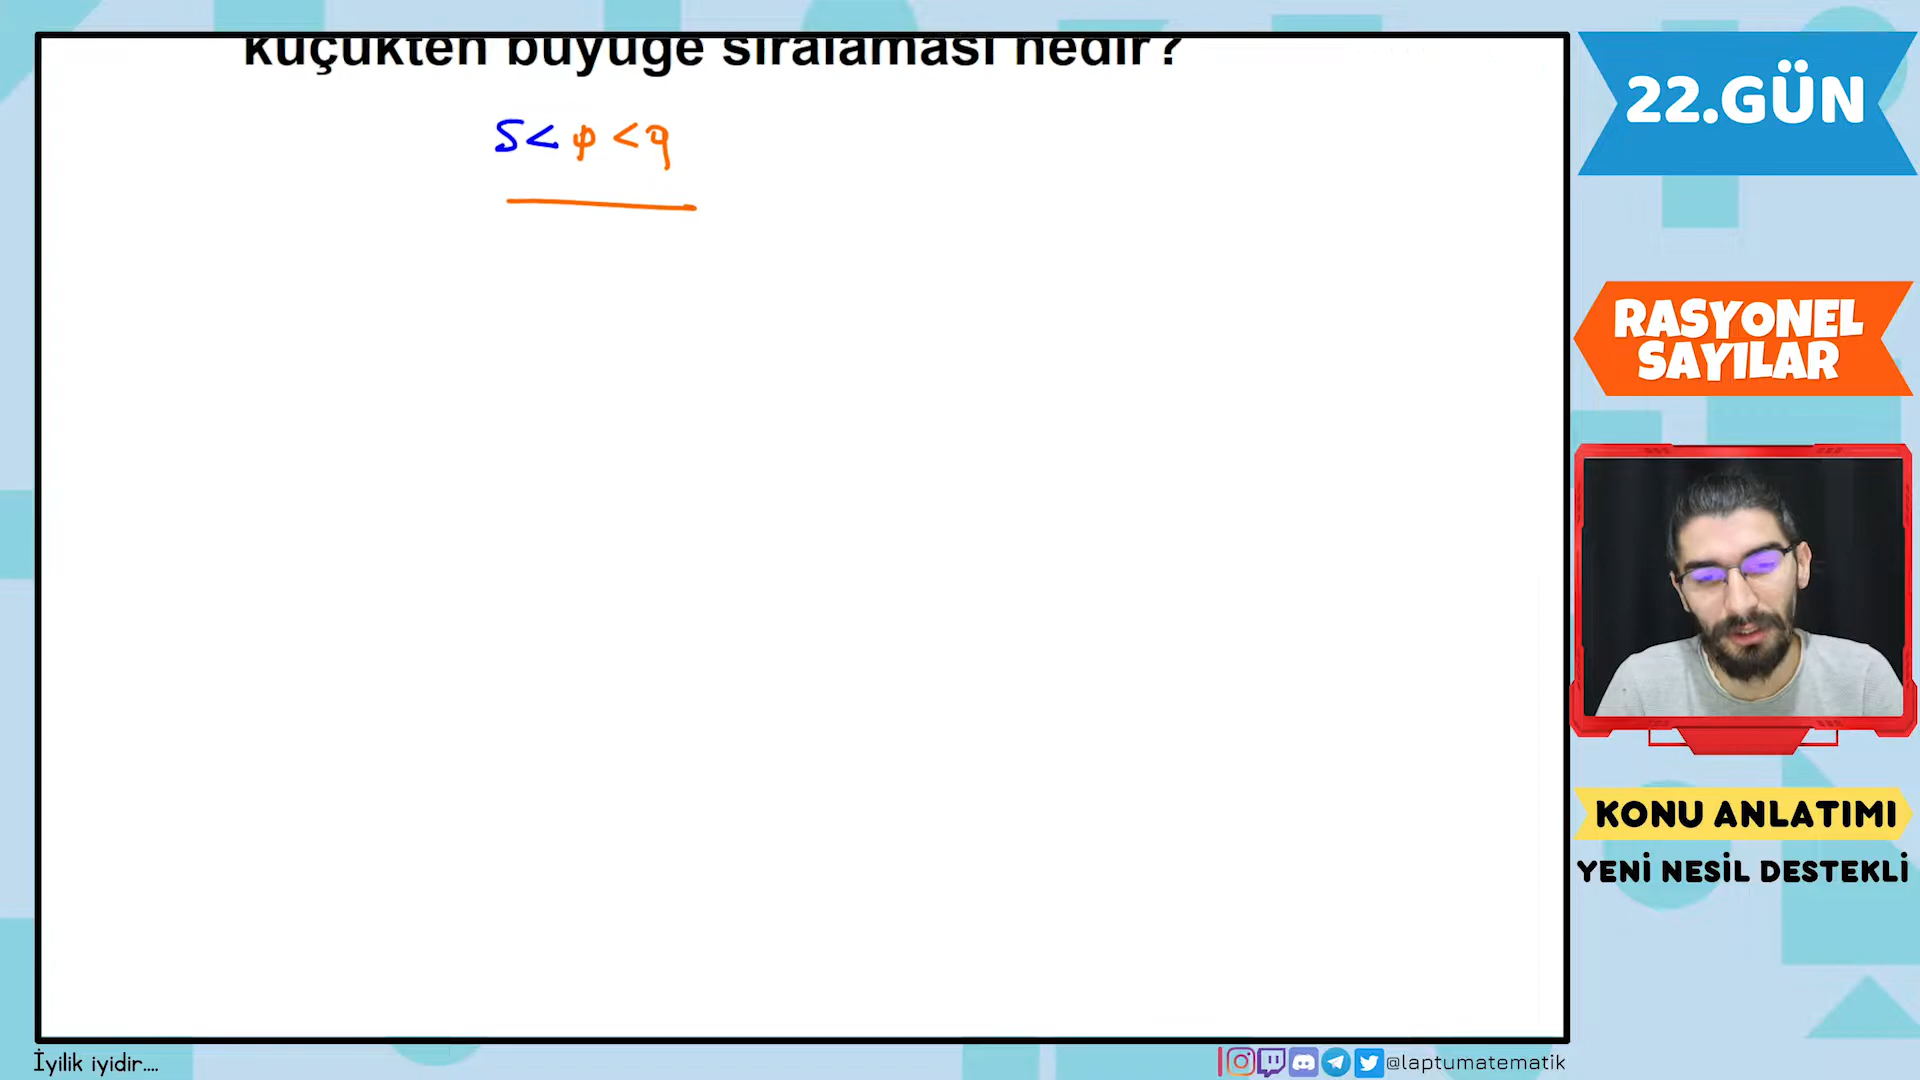 küçükten büyüğe sıralaması nedir?
S < p < q
22.GÜN
RASYONEL
SAYILAR
KONU ANLATIMI
YENİ NESİL DESTEKLİ
İyilik iyidir....
@laptumatematik